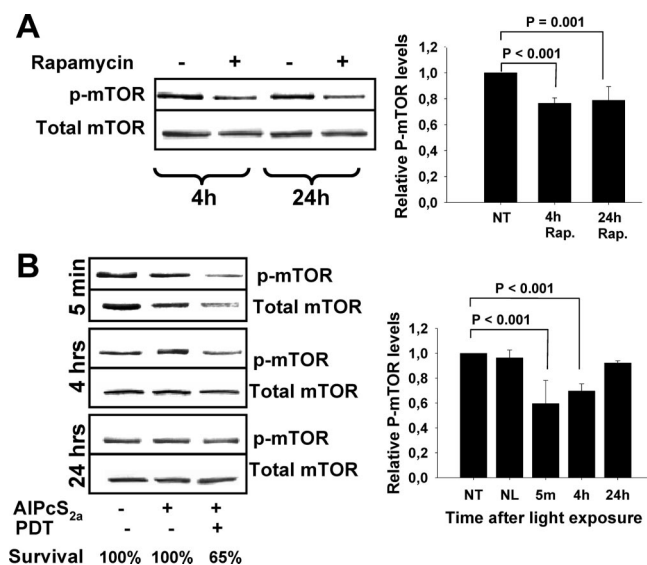 A
Rapamycin - + - +
p-mTOR
Total mTOR
4h 24h
P = 0.001
P < 0.001
Relative P-mTOR levels
1,2
1,0
0,8
0,6
0,4
0,2
0,0
NT 4h Rap. 24h Rap.
B
5 min
p-mTOR
Total mTOR
4 hrs
p-mTOR
Total mTOR
24 hrs
p-mTOR
Total mTOR
AlPcS2a - + +
PDT - - +
Survival 100% 100% 65%
P < 0.001
P < 0.001
Relative P-mTOR levels
1,2
1,0
0,8
0,6
0,4
0,2
0,0
NT NL 5m 4h 24h
Time after light exposure